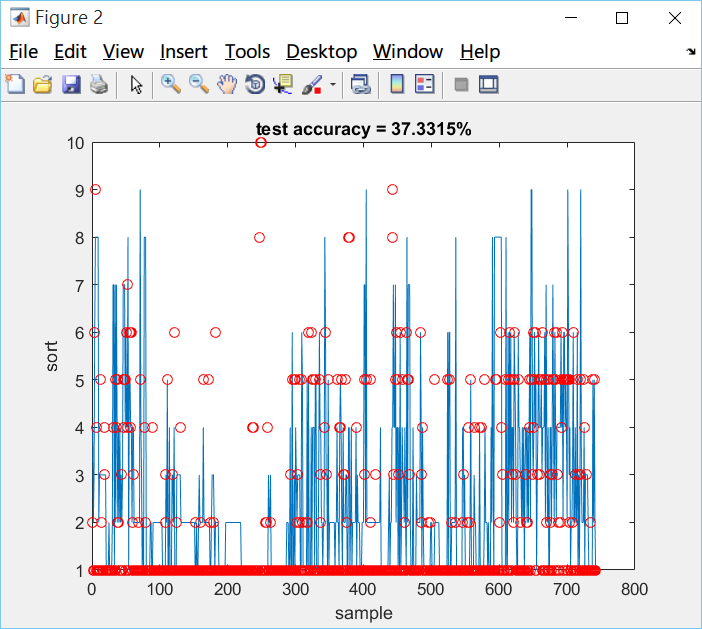 Figure 2
File Edit View Insert Tools Desktop Window Help
test accuracy = 37.3315%
10
9
8
7
6
5
4
3
2
1
sort
0 100 200 300 400 500 600 700 800
sample